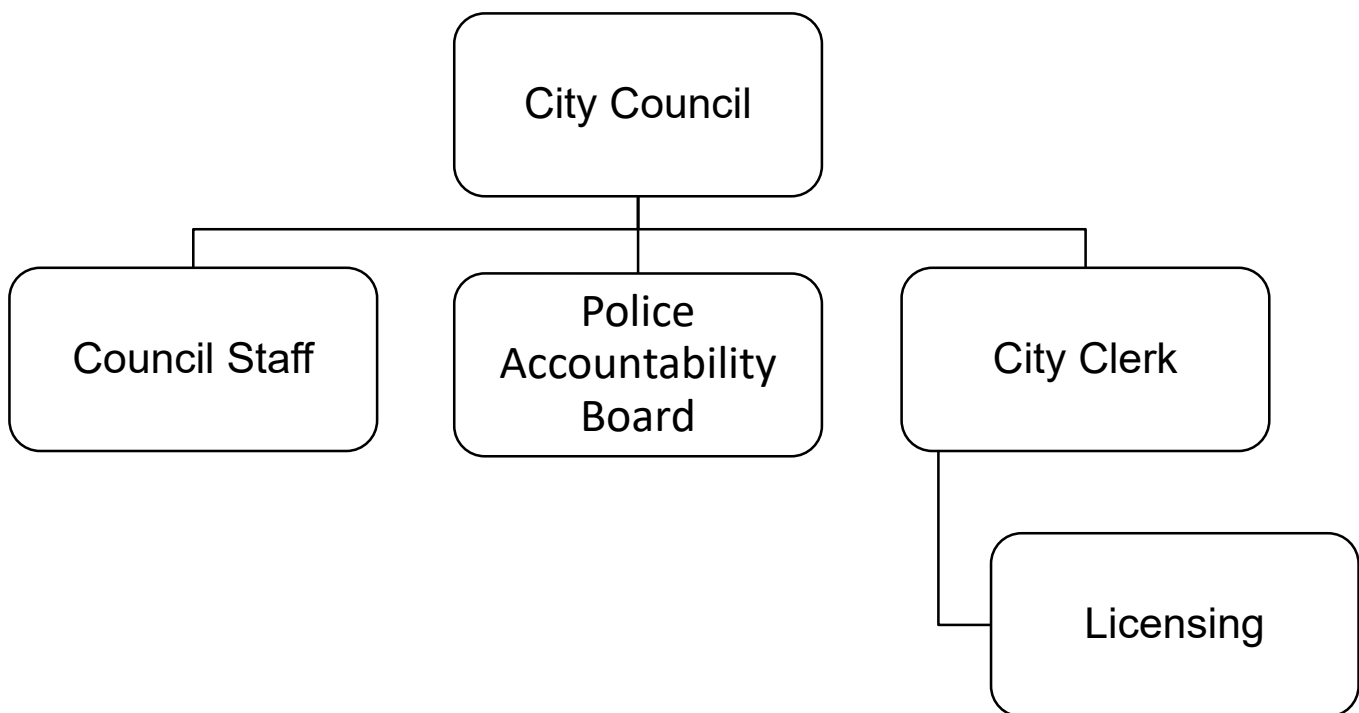 City Council
Council Staff
Police
Accountability
Board
City Clerk
Licensing